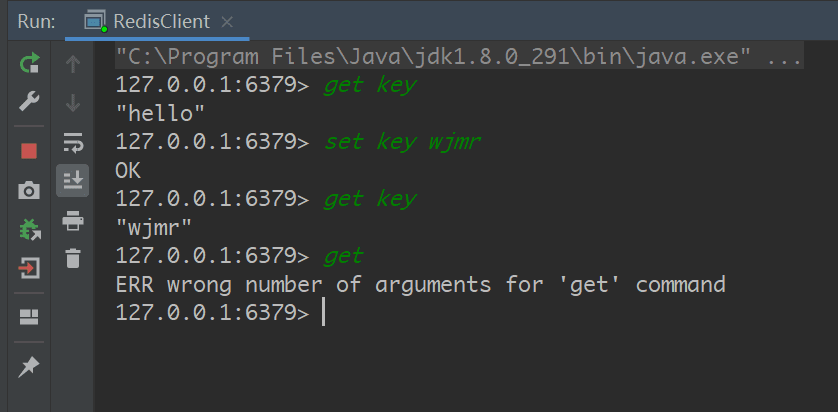 Run: RedisClient
"C:\Program Files\Java\jdk1.8.0_291\bin\java.exe" ...
127.0.0.1:6379> get key
"hello"
127.0.0.1:6379> set key wjmr
OK
127.0.0.1:6379> get key
"wjmr"
127.0.0.1:6379> get
ERR wrong number of arguments for 'get' command
127.0.0.1:6379>